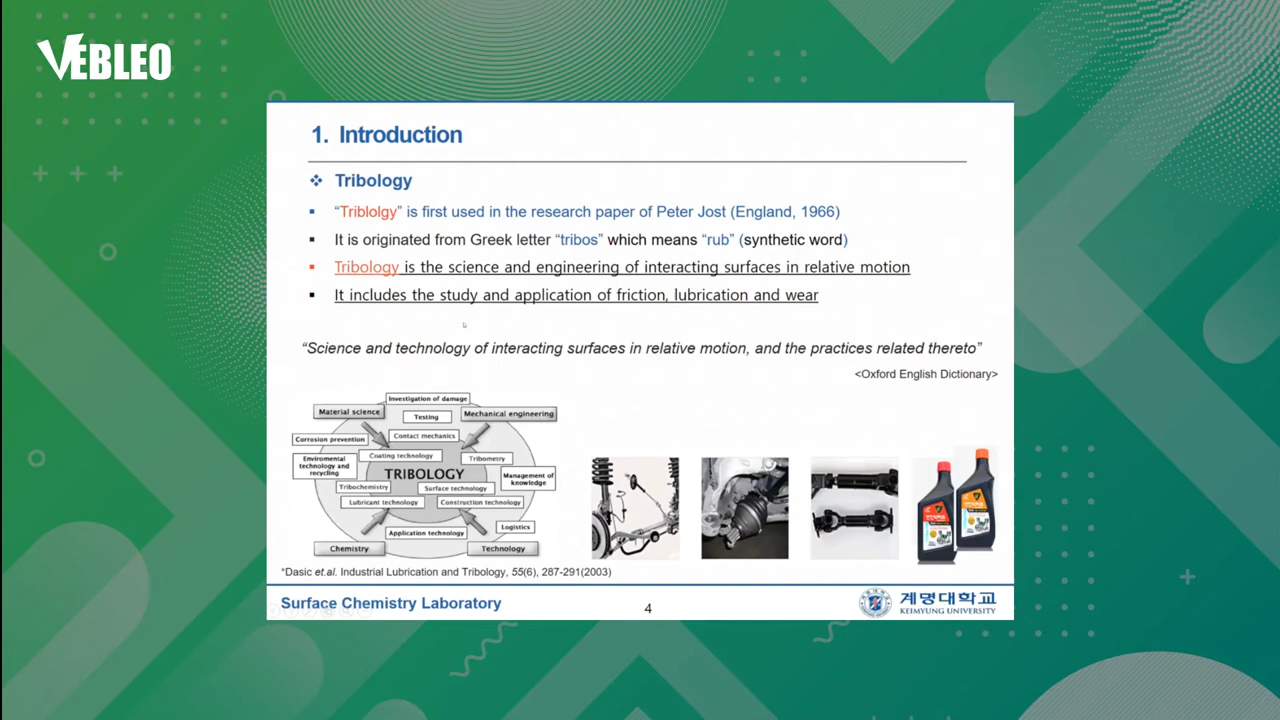 VEBLEO
1. Introduction
❖ Tribology
▪ “Triblolgy” is first used in the research paper of Peter Jost (England, 1966)
▪ It is originated from Greek letter “tribos” which means “rub” (synthetic word)
▪ Tribology is the science and engineering of interacting surfaces in relative motion
▪ It includes the study and application of friction, lubrication and wear
“Science and technology of interacting surfaces in relative motion, and the practices related thereto”
<Oxford English Dictionary>
Investigation of damage
Material science
Testing
Mechanical engineering
Contact mechanics
Corrosion prevention
Coating technology
Tribometry
Enviromental
technology and
recycling
TRIBOLOGY
Management of
knowledge
Tribochemistry
Surface technology
Lubricant technology
Construction technology
Logistics
Application technology
Chemistry
Technology
*Dasic et.al. Industrial Lubrication and Tribology, 55(6), 287-291(2003)
Surface Chemistry Laboratory
4
계명대학교
KEIMYUNG UNIVERSITY